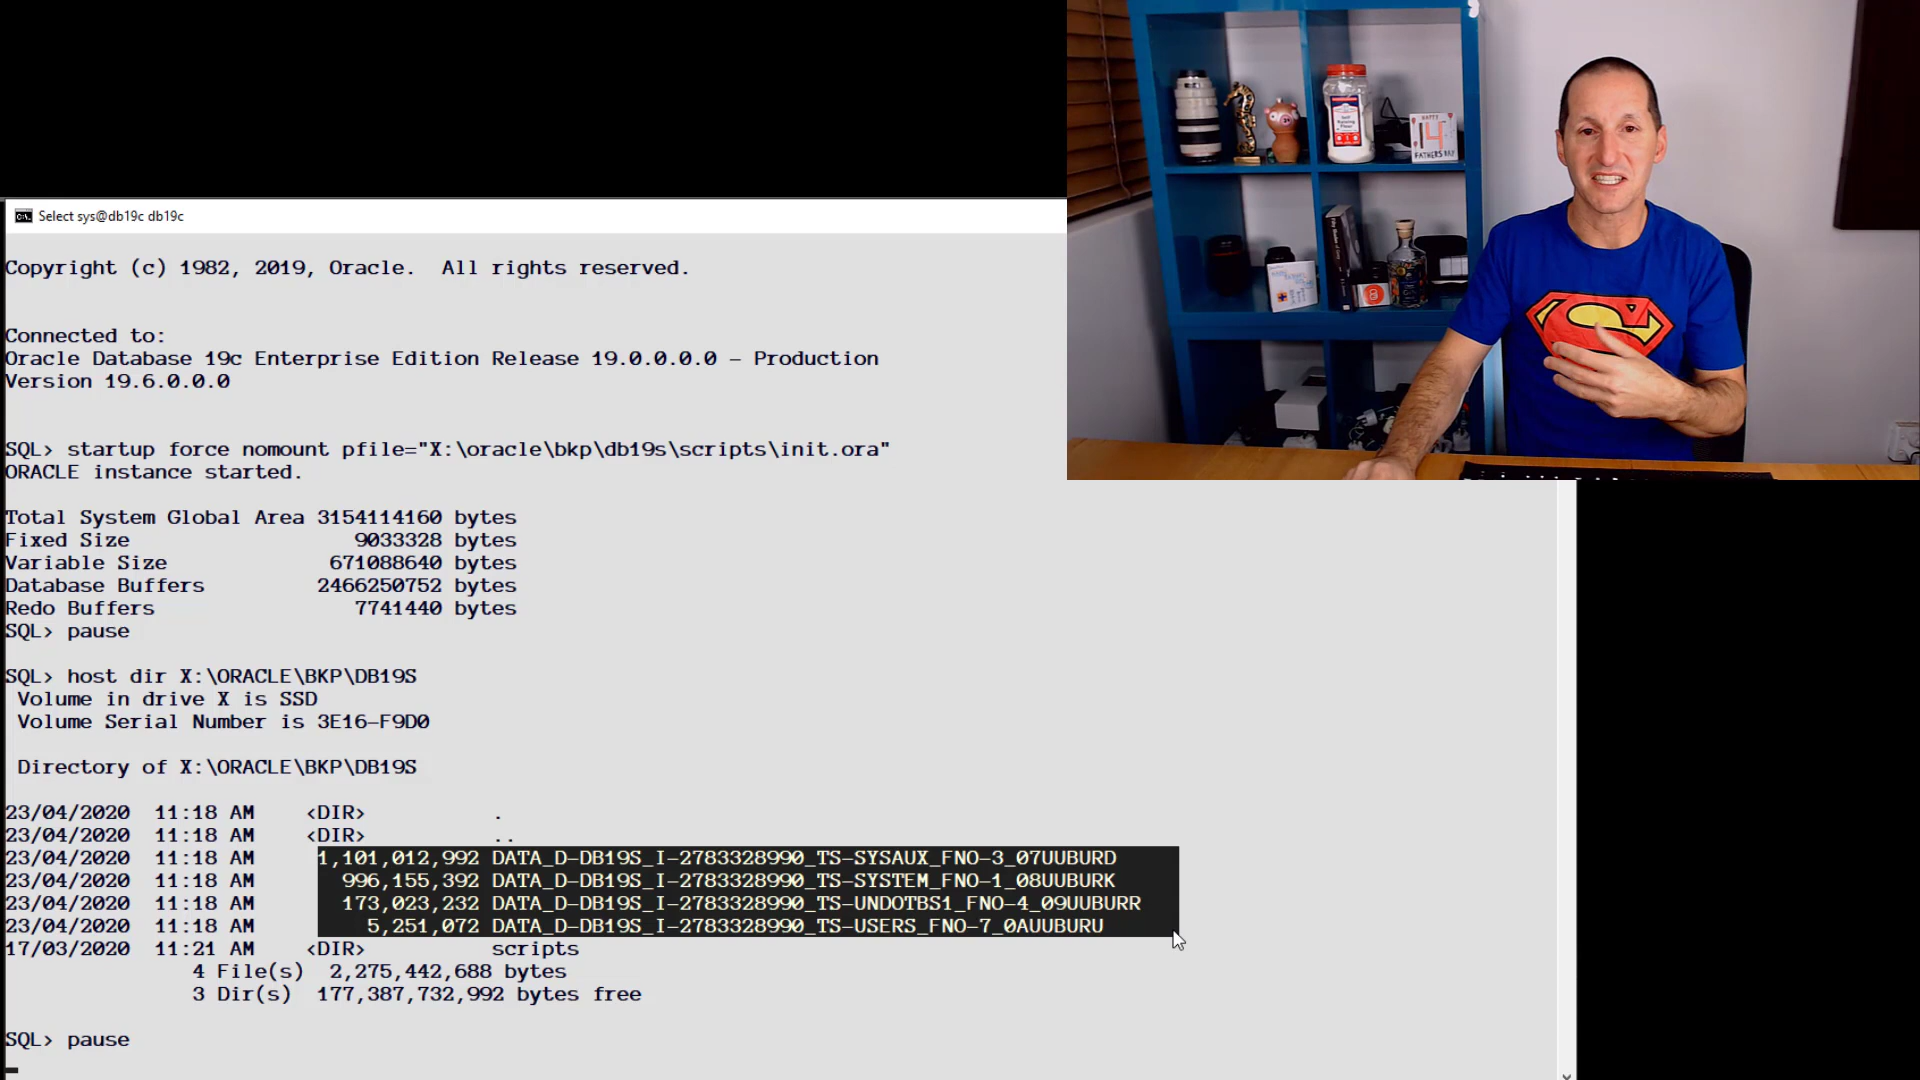 Select sys@db19c db19c
Copyright (c) 1982, 2019, Oracle.  All rights reserved.
Connected to:
Oracle Database 19c Enterprise Edition Release 19.0.0.0.0 - Production
Version 19.6.0.0.0
SQL> startup force nomount pfile="X:\oracle\bkp\db19s\scripts\init.ora"
ORACLE instance started.
Total System Global Area 3154114160 bytes
Fixed Size                  9033328 bytes
Variable Size             671088640 bytes
Database Buffers         2466250752 bytes
Redo Buffers                7741440 bytes
SQL> pause
SQL> host dir X:\ORACLE\BKP\DB19S
Volume in drive X is SSD
Volume Serial Number is 3E16-F9D0
Directory of X:\ORACLE\BKP\DB19S
23/04/2020  11:18 AM    <DIR>          .
23/04/2020  11:18 AM    <DIR>          ..
23/04/2020  11:18 AM     1,101,012,992 DATA_D-DB19S_I-2783328990_TS-SYSAUX_FNO-3_07UUBURD
23/04/2020  11:18 AM       996,155,392 DATA_D-DB19S_I-2783328990_TS-SYSTEM_FNO-1_08UUBURK
23/04/2020  11:18 AM       173,023,232 DATA_D-DB19S_I-2783328990_TS-UNDOTBS1_FNO-4_09UUBURR
23/04/2020  11:18 AM         5,251,072 DATA_D-DB19S_I-2783328990_TS-USERS_FNO-7_0AUUBURU
17/03/2020  11:21 AM    <DIR>          scripts
4 File(s)  2,275,442,688 bytes
3 Dir(s)  177,387,732,992 bytes free
SQL> pause
HAPPY
14
FATHERS DAY
S